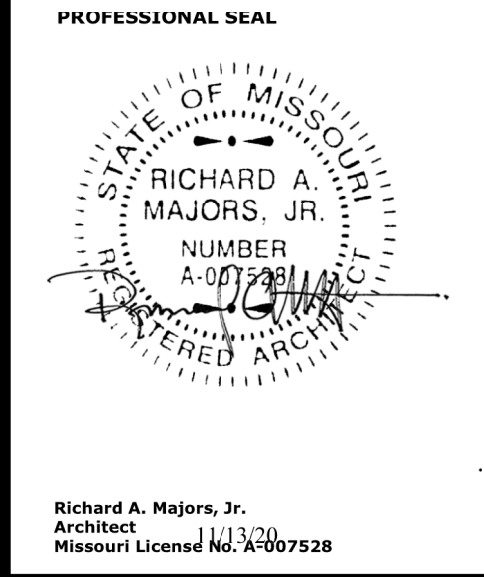 PROFESSIONAL SEAL
STATE OF MISSOURI
RICHARD A.
MAJORS, JR.
NUMBER
A-007528
REGISTERED ARCHITECT
Richard A. Majors, Jr.
Architect
11/13/20
Missouri License No. A-007528